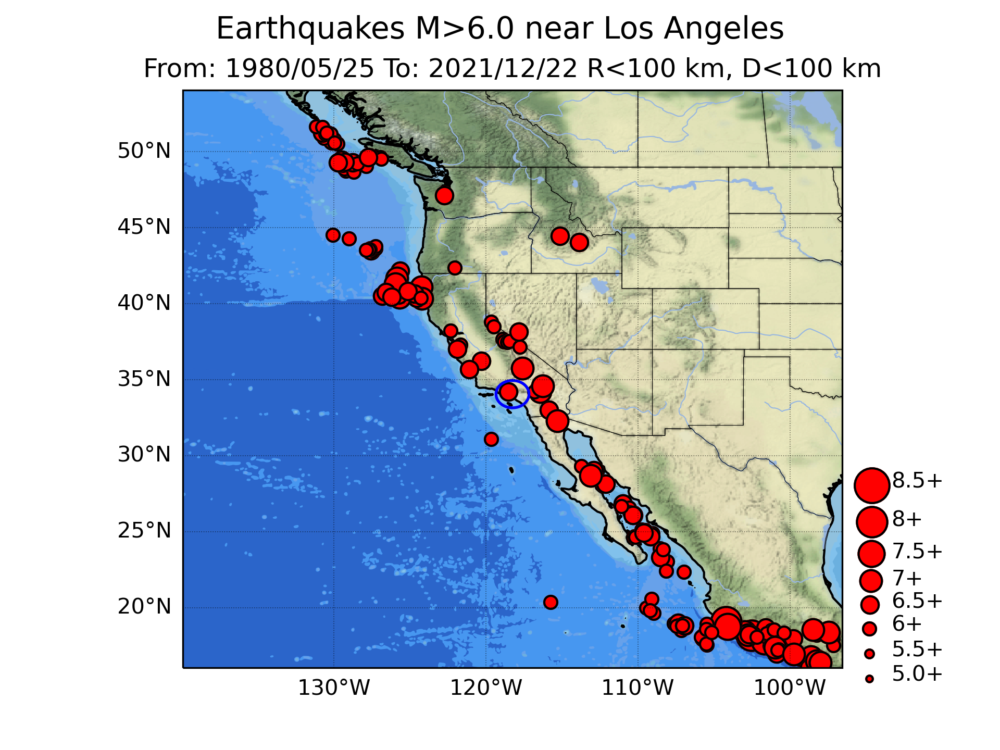 Earthquakes M>6.0 near Los Angeles
From: 1980/05/25 To: 2021/12/22 R<100 km, D<100 km
50°N
45°N
40°N
35°N
30°N
25°N
20°N
130°W
120°W
110°W
100°W
8.5+
8+
7.5+
7+
6.5+
6+
5.5+
5.0+